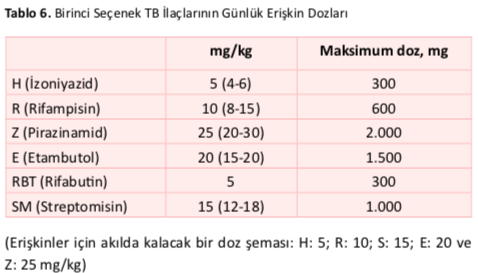 Tablo 6. Birinci Seçenek TB İlaçlarının Günlük Erişkin Dozları
mg/kg Maksimum doz, mg
H (İzoniyazid) 5 (4-6) 300
R (Rifampisin) 10 (8-15) 600
Z (Pirazinamid) 25 (20-30) 2.000
E (Etambutol) 20 (15-20) 1.500
RBT (Rifabutin) 5 300
SM (Streptomisin) 15 (12-18) 1.000
(Erişkinler için akılda kalacak bir doz şeması: H: 5; R: 10; S: 15; E: 20 ve
Z: 25 mg/kg)